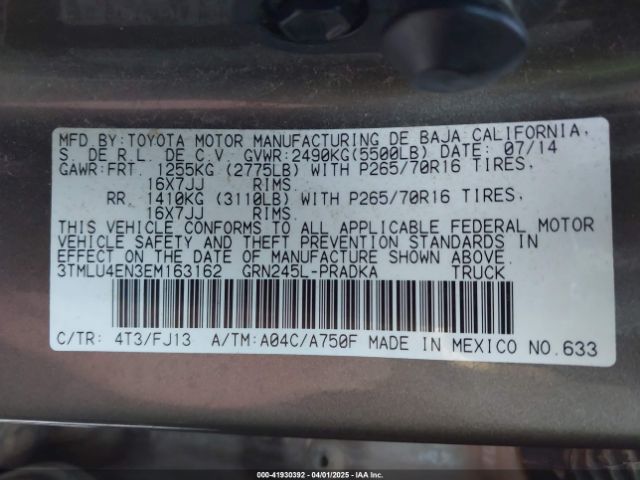 MFD BY:TOYOTA MOTOR MANUFACTURING DE BAJA CALIFORNIA,
S. DE R.L. DE C.V. GVWR:2490KG(5500LB) DATE: 07/14
GAWR:FRT. 1255KG (2775LB) WITH P265/70R16 TIRES,
16X7JJ RIMS
RR. 1410KG (3110LB) WITH P265/70R16 TIRES,
16X7JJ RIMS
THIS VEHICLE CONFORMS TO ALL APPLICABLE FEDERAL MOTOR
VEHICLE SAFETY AND THEFT PREVENTION STANDARDS IN
EFFECT ON THE DATE OF MANUFACTURE SHOWN ABOVE.
3TMLU4EN3EM163162 GRN245L-PRADKA TRUCK
C/TR: 4T3/FJ13 A/TM:A04C/A750F MADE IN MEXICO NO.633
00-41930392 - 04/01/2025 - Copyright © IAA Inc.